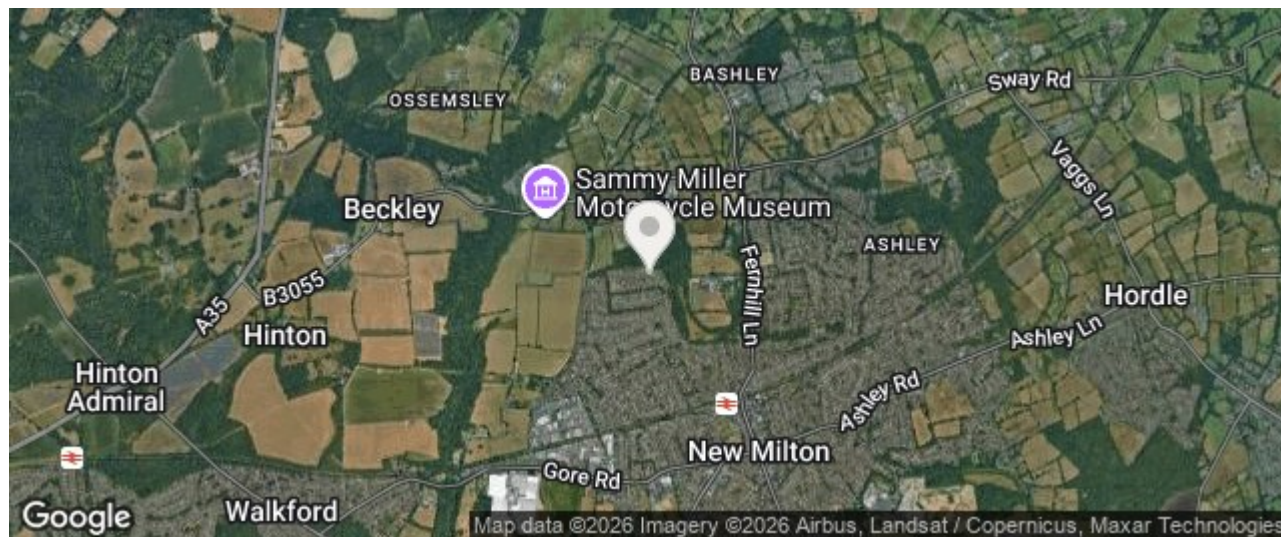 BASHLEY
Sway Rd
OSSEMSLEY
Vaggs Ln
Sammy Miller
Motorcycle Museum
Beckley
ASHLEY
Fernhill Ln
B3055
A35
Hordle
Hinton
Ashley Ln
Hinton
Admiral
Ashley Rd
New Milton
Gore Rd
Walkford
Google
Map data ©2026 Imagery ©2026 Airbus, Landsat / Copernicus, Maxar Technologies